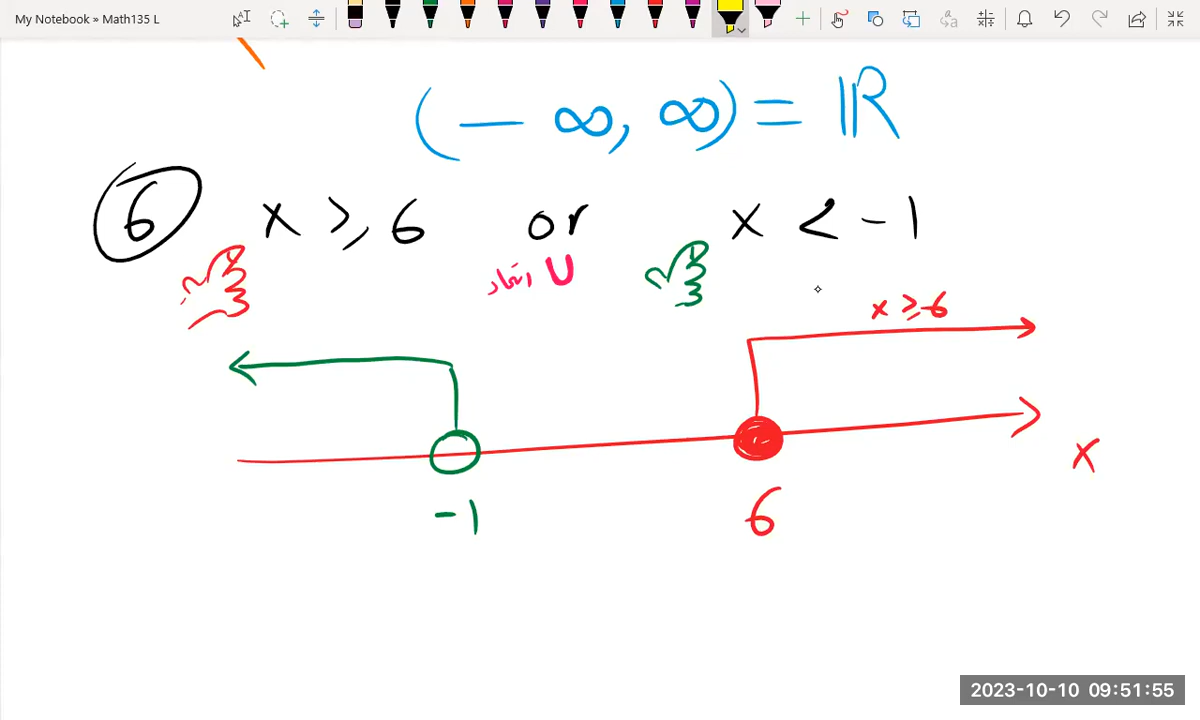 My Notebook » Math135 L
(− ∞, ∞) = ℝ
6 x ≥ 6 or x < −1
اتحاد U
x ≥ 6
x
−1 6
2023-10-10 09:51:55